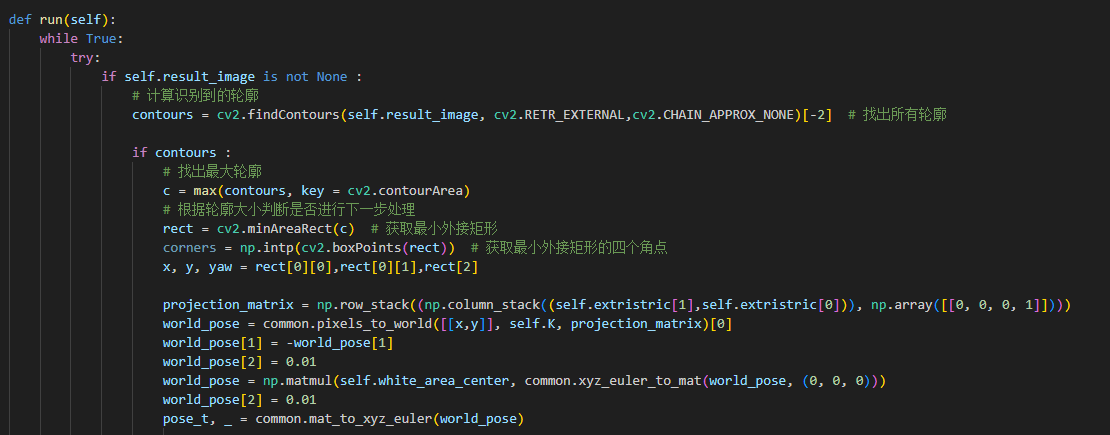 def run(self):
    while True:
        try:
            if self.result_image is not None :
                # 计算识别到的轮廓
                contours = cv2.findContours(self.result_image, cv2.RETR_EXTERNAL,cv2.CHAIN_APPROX_NONE)[-2]  # 找出所有轮廓

                if contours :
                    # 找出最大轮廓
                    c = max(contours, key = cv2.contourArea)
                    # 根据轮廓大小判断是否进行下一步处理
                    rect = cv2.minAreaRect(c)  # 获取最小外接矩形
                    corners = np.intp(cv2.boxPoints(rect))  # 获取最小外接矩形的四个角点
                    x, y, yaw = rect[0][0],rect[0][1],rect[2]

                    projection_matrix = np.row_stack((np.column_stack((self.extristric[1],self.extristric[0])), np.array([[0, 0, 0, 1]])))
                    world_pose = common.pixels_to_world([[x,y]], self.K, projection_matrix)[0]
                    world_pose[1] = -world_pose[1]
                    world_pose[2] = 0.01
                    world_pose = np.matmul(self.white_area_center, common.xyz_euler_to_mat(world_pose, (0, 0, 0)))
                    world_pose[2] = 0.01
                    pose_t, _ = common.mat_to_xyz_euler(world_pose)